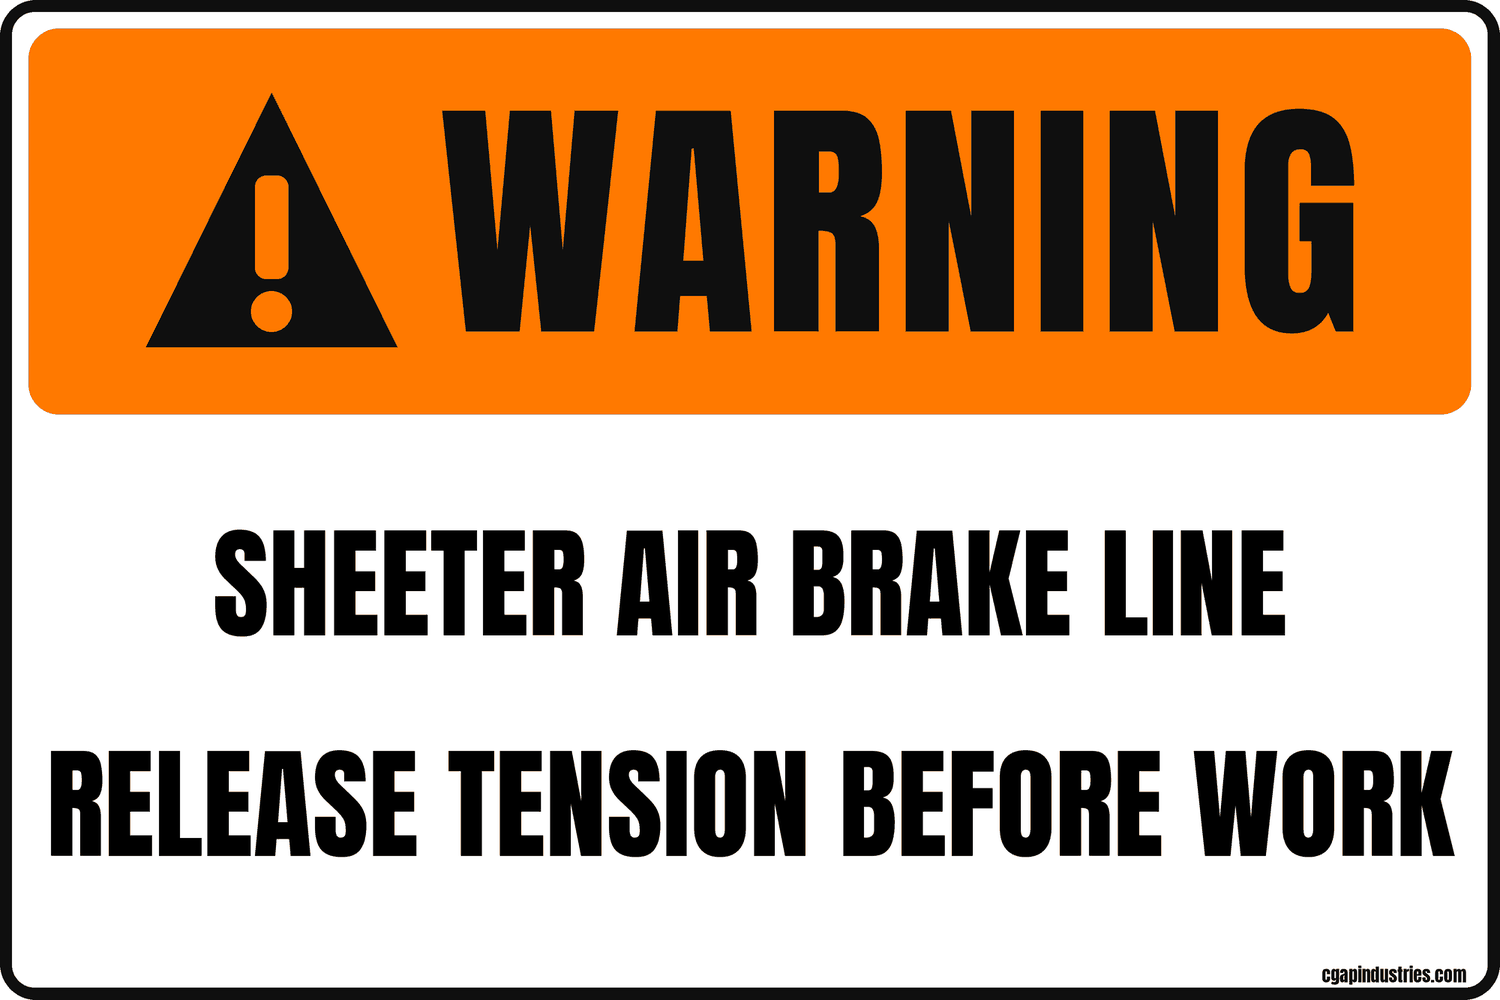 WARNING
SHEETER AIR BRAKE LINE
RELEASE TENSION BEFORE WORK
cgapindustries.com